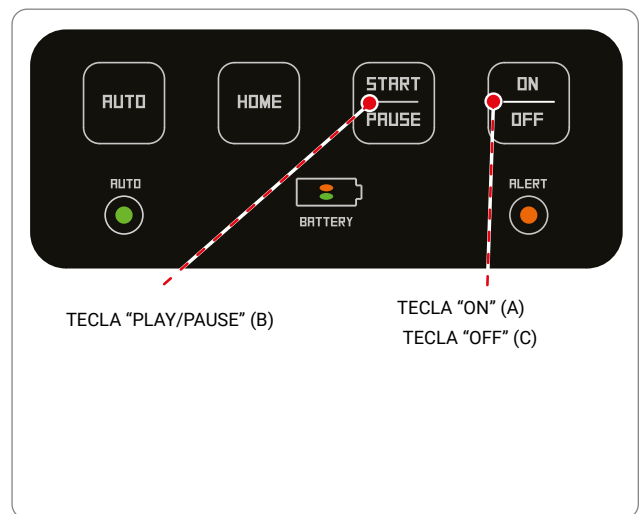 AUTO
HOME
START
PAUSE
ON
OFF
AUTO
BATTERY
ALERT
TECLA “PLAY/PAUSE” (B)
TECLA “ON” (A)
TECLA “OFF” (C)